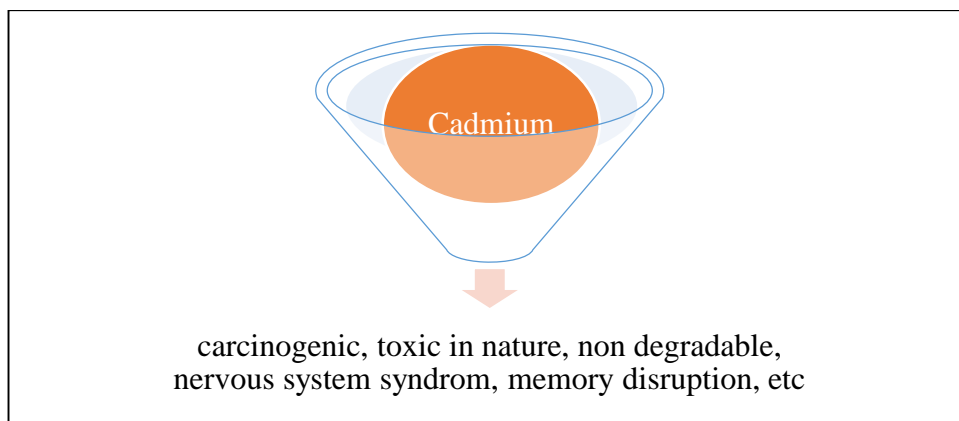 Cadmium
carcinogenic, toxic in nature, non degradable,
nervous system syndrom, memory disruption, etc